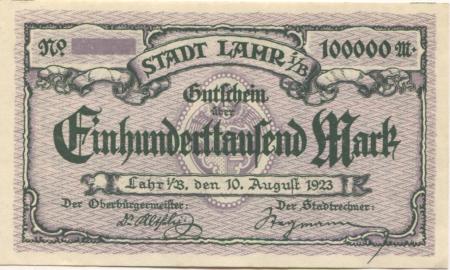 No
STADT LAHR i/B
100000 M.
Gutschein
über
Einhunderttausend Mark
Lahr i/B, den 10. August 1923
Der Oberbürgermeister: Der Stadtrechner: